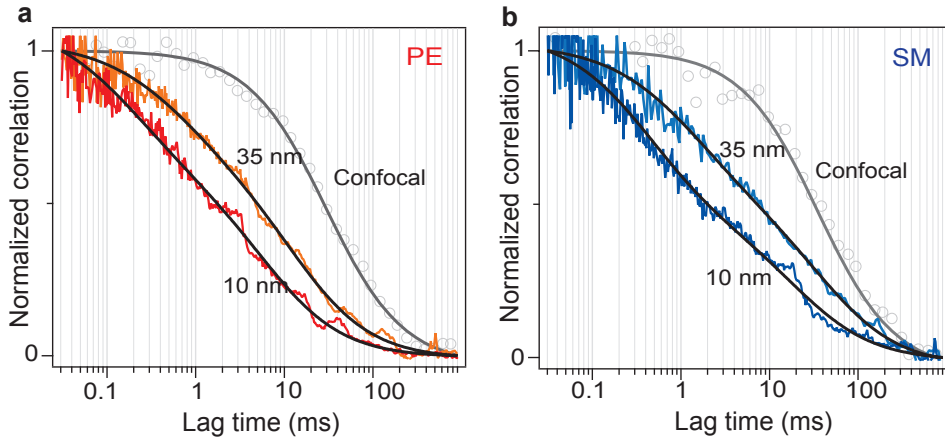 a
PE
1
Normalized correlation
35 nm
Confocal
10 nm
0
0.1 1 10 100
Lag time (ms)
b
SM
1
Normalized correlation
35 nm
Confocal
10 nm
0
0.1 1 10 100
Lag time (ms)